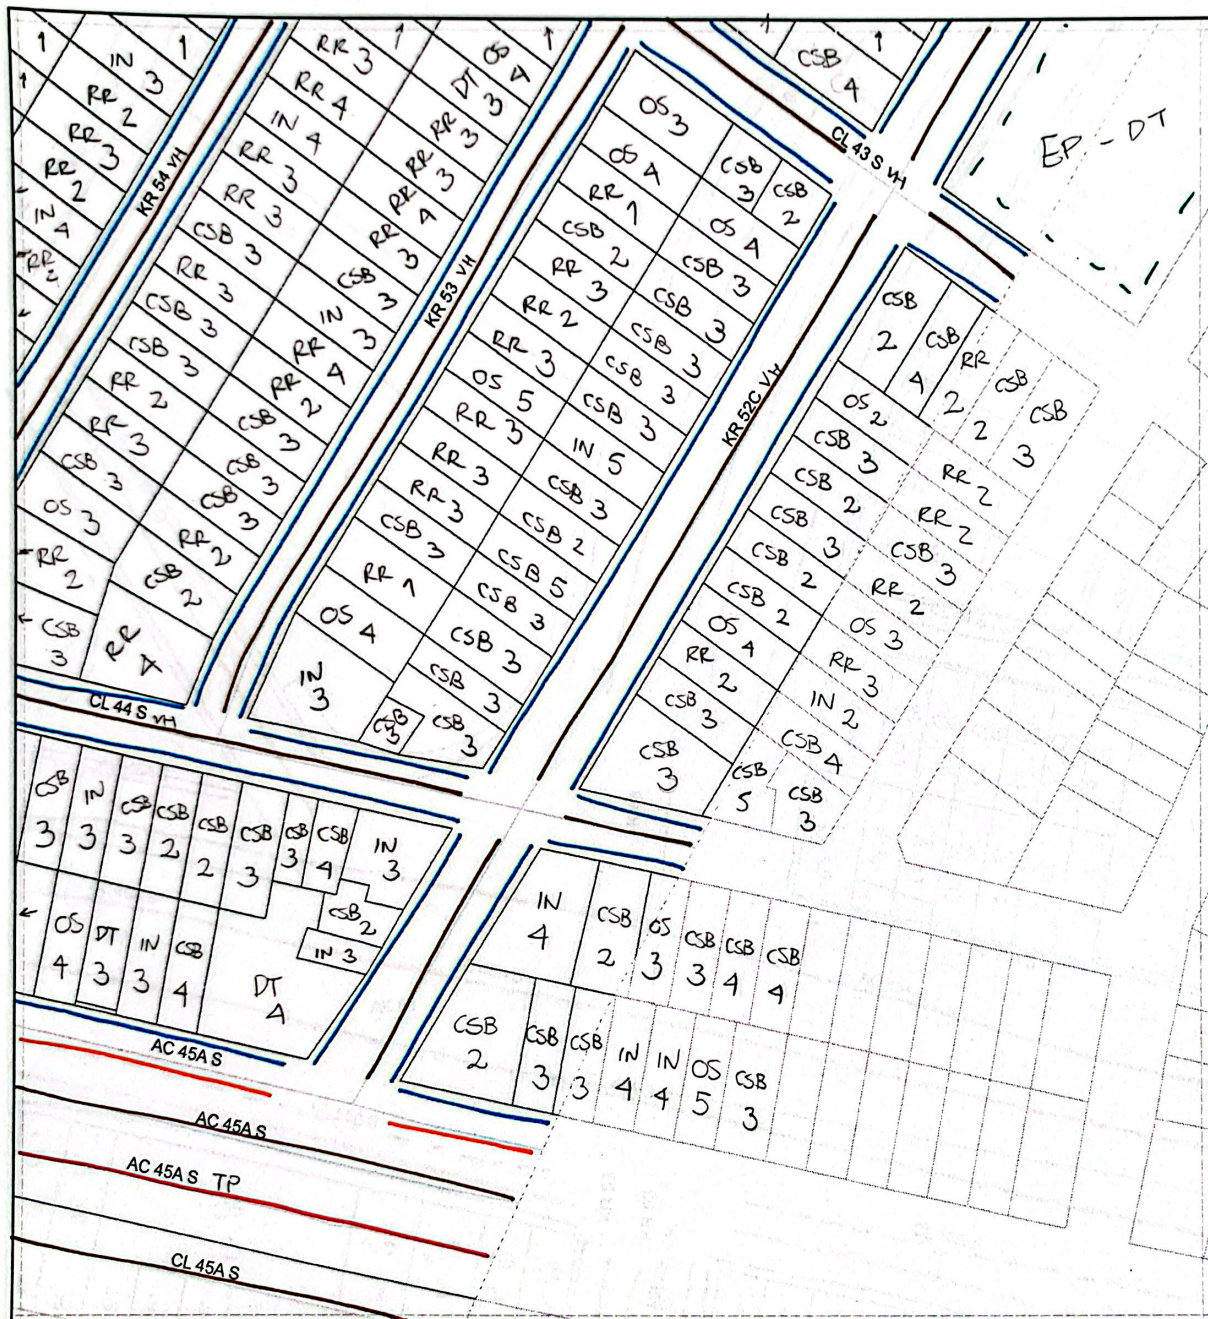 1
IN 3
1
RR 2
RR 3
RR 2
IN 4
RR 2
KR 54 VH
RR 3
1
RR 4
IN 4
RR 3
RR 3
CSB 3
RR 3
CSB 3
CSB 3
RR 2
RR 3
CSB 3
OS 3
RR 2
CSB 3
OS 4
1
DT 3
RR 3
RR 3
RR 4
RR 3
CSB 3
IN 3
RR 4
RR 2
CSB 3
CSB 3
CSB 3
RR 2
CSB 2
RR 4
KR 53 VH
OS 3
OS 4
RR 1
CSB 2
RR 3
RR 2
RR 3
OS 5
RR 3
RR 3
RR 3
CSB 3
RR 1
OS 4
IN 3
CSB 3
CSB 3
CSB 2
OS 4
CSB 3
CSB 3
CSB 3
CSB 3
CSB 3
IN 5
CSB 3
CSB 2
CSB 5
CSB 3
CSB 3
CSB 3
CSB 3
CSB 4
1
CL 43 S VH
EP - DT
KR 52C VH
CSB 2
CSB 4
RR 2
CSB 2
CSB 3
OS 2
CSB 3
CSB 2
CSB 3
CSB 2
CSB 2
OS 4
RR 2
CSB 3
CSB 3
RR 2
RR 2
CSB 3
RR 2
OS 3
RR 3
IN 2
CSB 4
CSB 5
CSB 3
CL 44 S VH
CSB 3
IN 3
CSB 3
CSB 2
CSB 2
CSB 3
CSB 3
CSB 4
IN 3
CSB 2
IN 3
OS 4
DT 3
IN 3
CSB 4
DT 4
IN 4
CSB 2
OS 3
CSB 3
CSB 4
CSB 4
CSB 2
CSB 3
CSB 3
IN 4
IN 4
OS 5
CSB 3
AC 45A S
AC 45A S
AC 45A S TP
CL 45A S